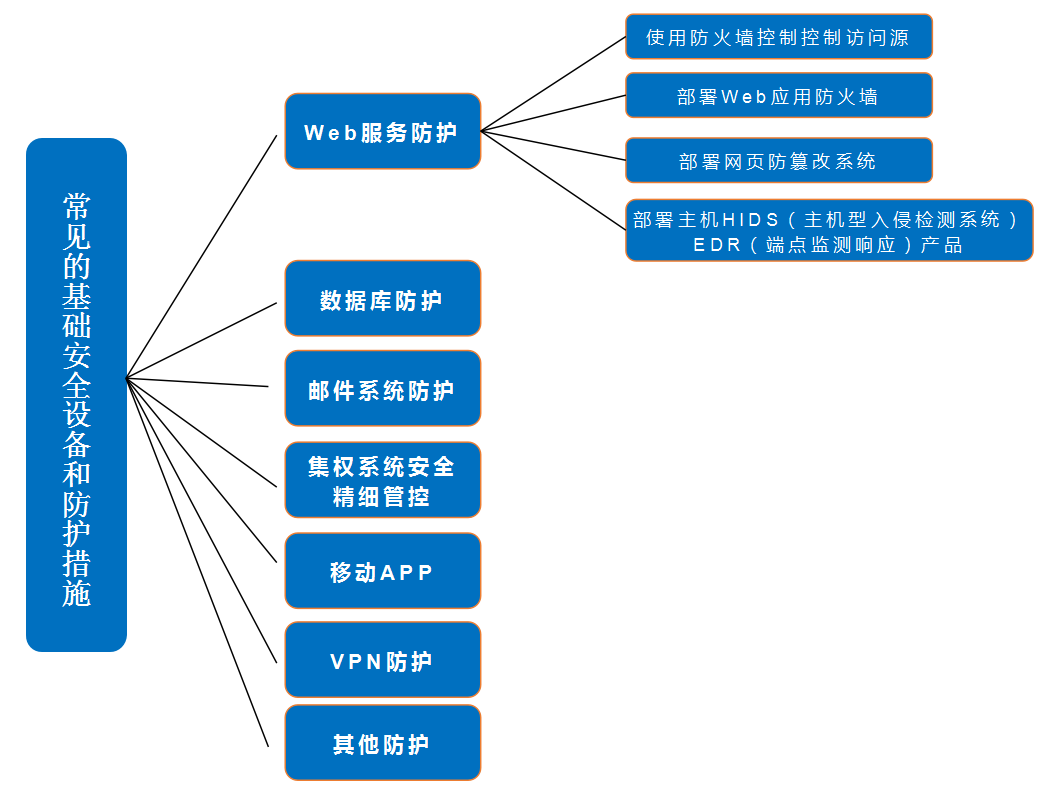 常见的基础安全设备和防护措施
Web服务防护
使用防火墙控制控制访问源
部署Web应用防火墙
部署网页防篡改系统
部署主机HIDS（主机型入侵检测系统）
EDR（端点监测响应）产品
数据库防护
邮件系统防护
集权系统安全
精细管控
移动APP
VPN防护
其他防护